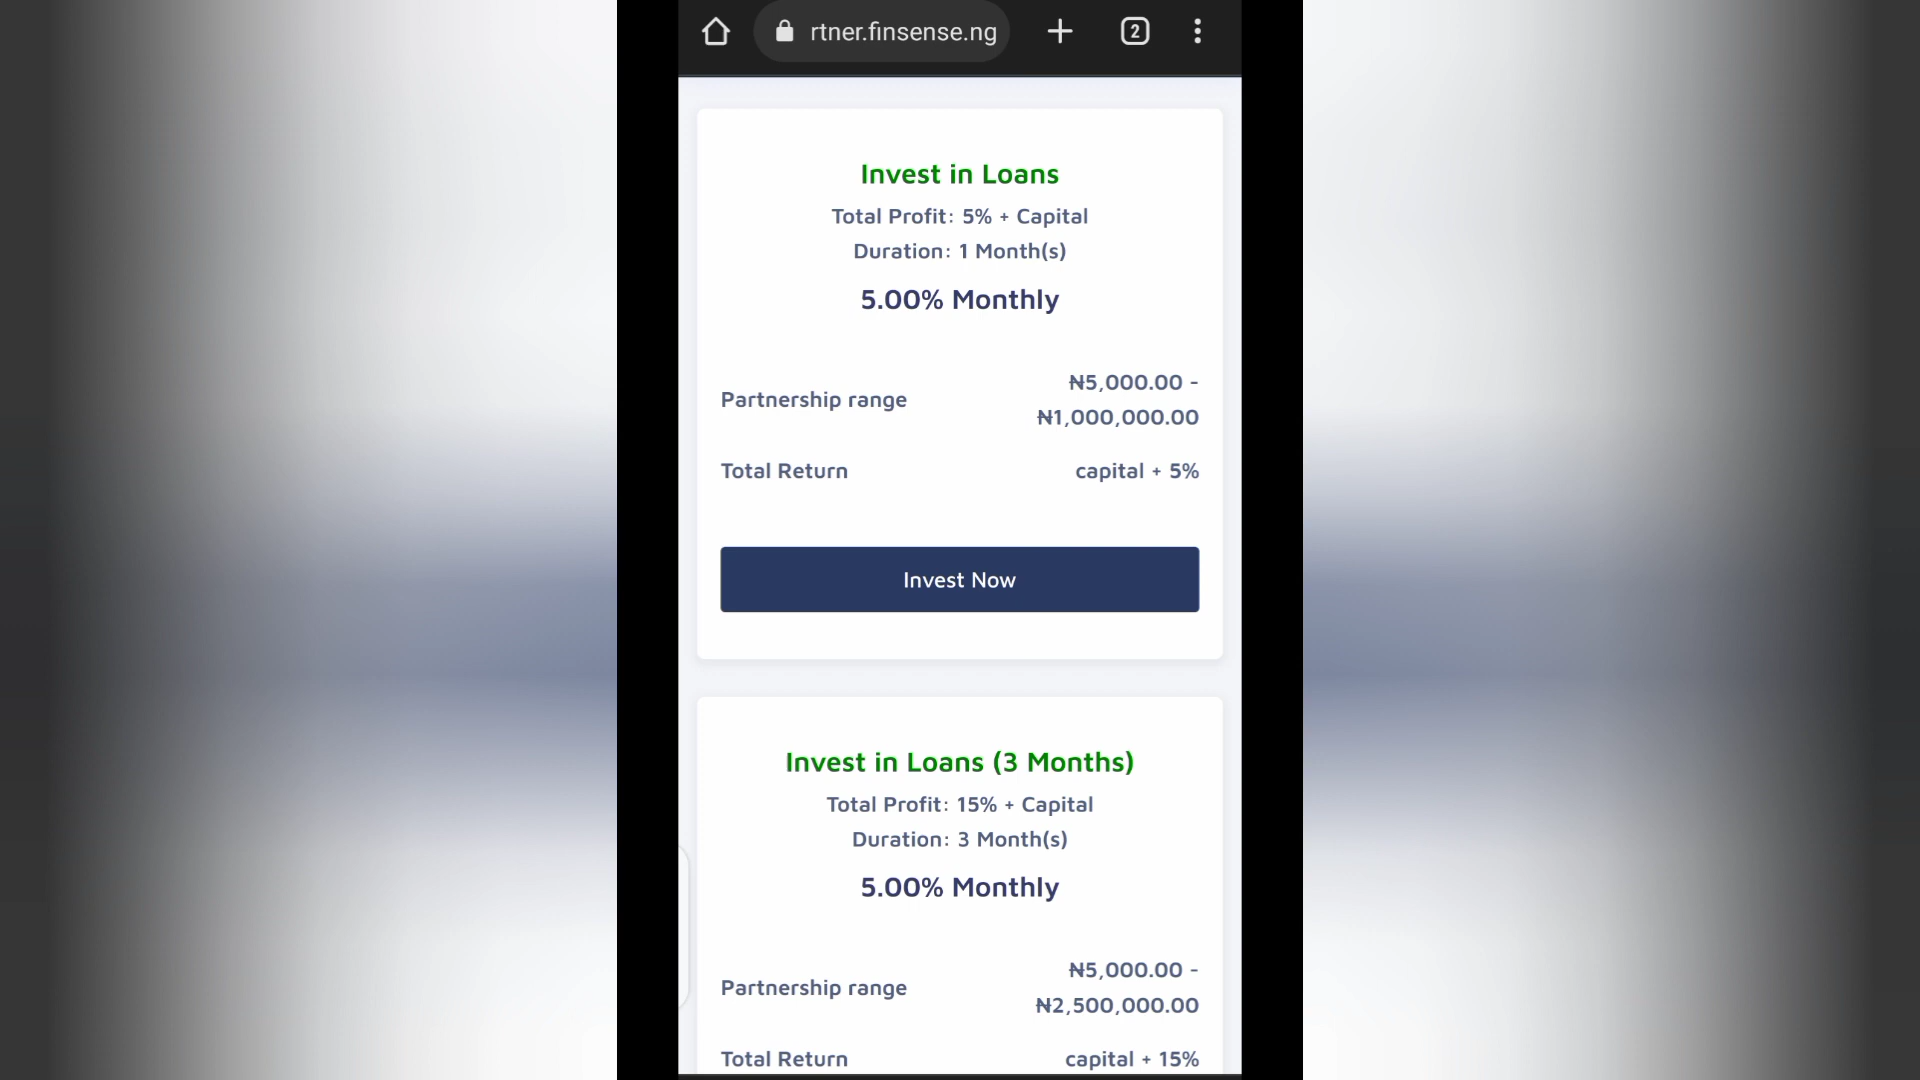 rtner.finsense.ng
2
Invest in Loans
Total Profit: 5% + Capital
Duration: 1 Month(s)
5.00% Monthly
Partnership range
₦5,000.00 -
₦1,000,000.00
Total Return
capital + 5%
Invest Now
Invest in Loans (3 Months)
Total Profit: 15% + Capital
Duration: 3 Month(s)
5.00% Monthly
Partnership range
₦5,000.00 -
₦2,500,000.00
Total Return
capital + 15%